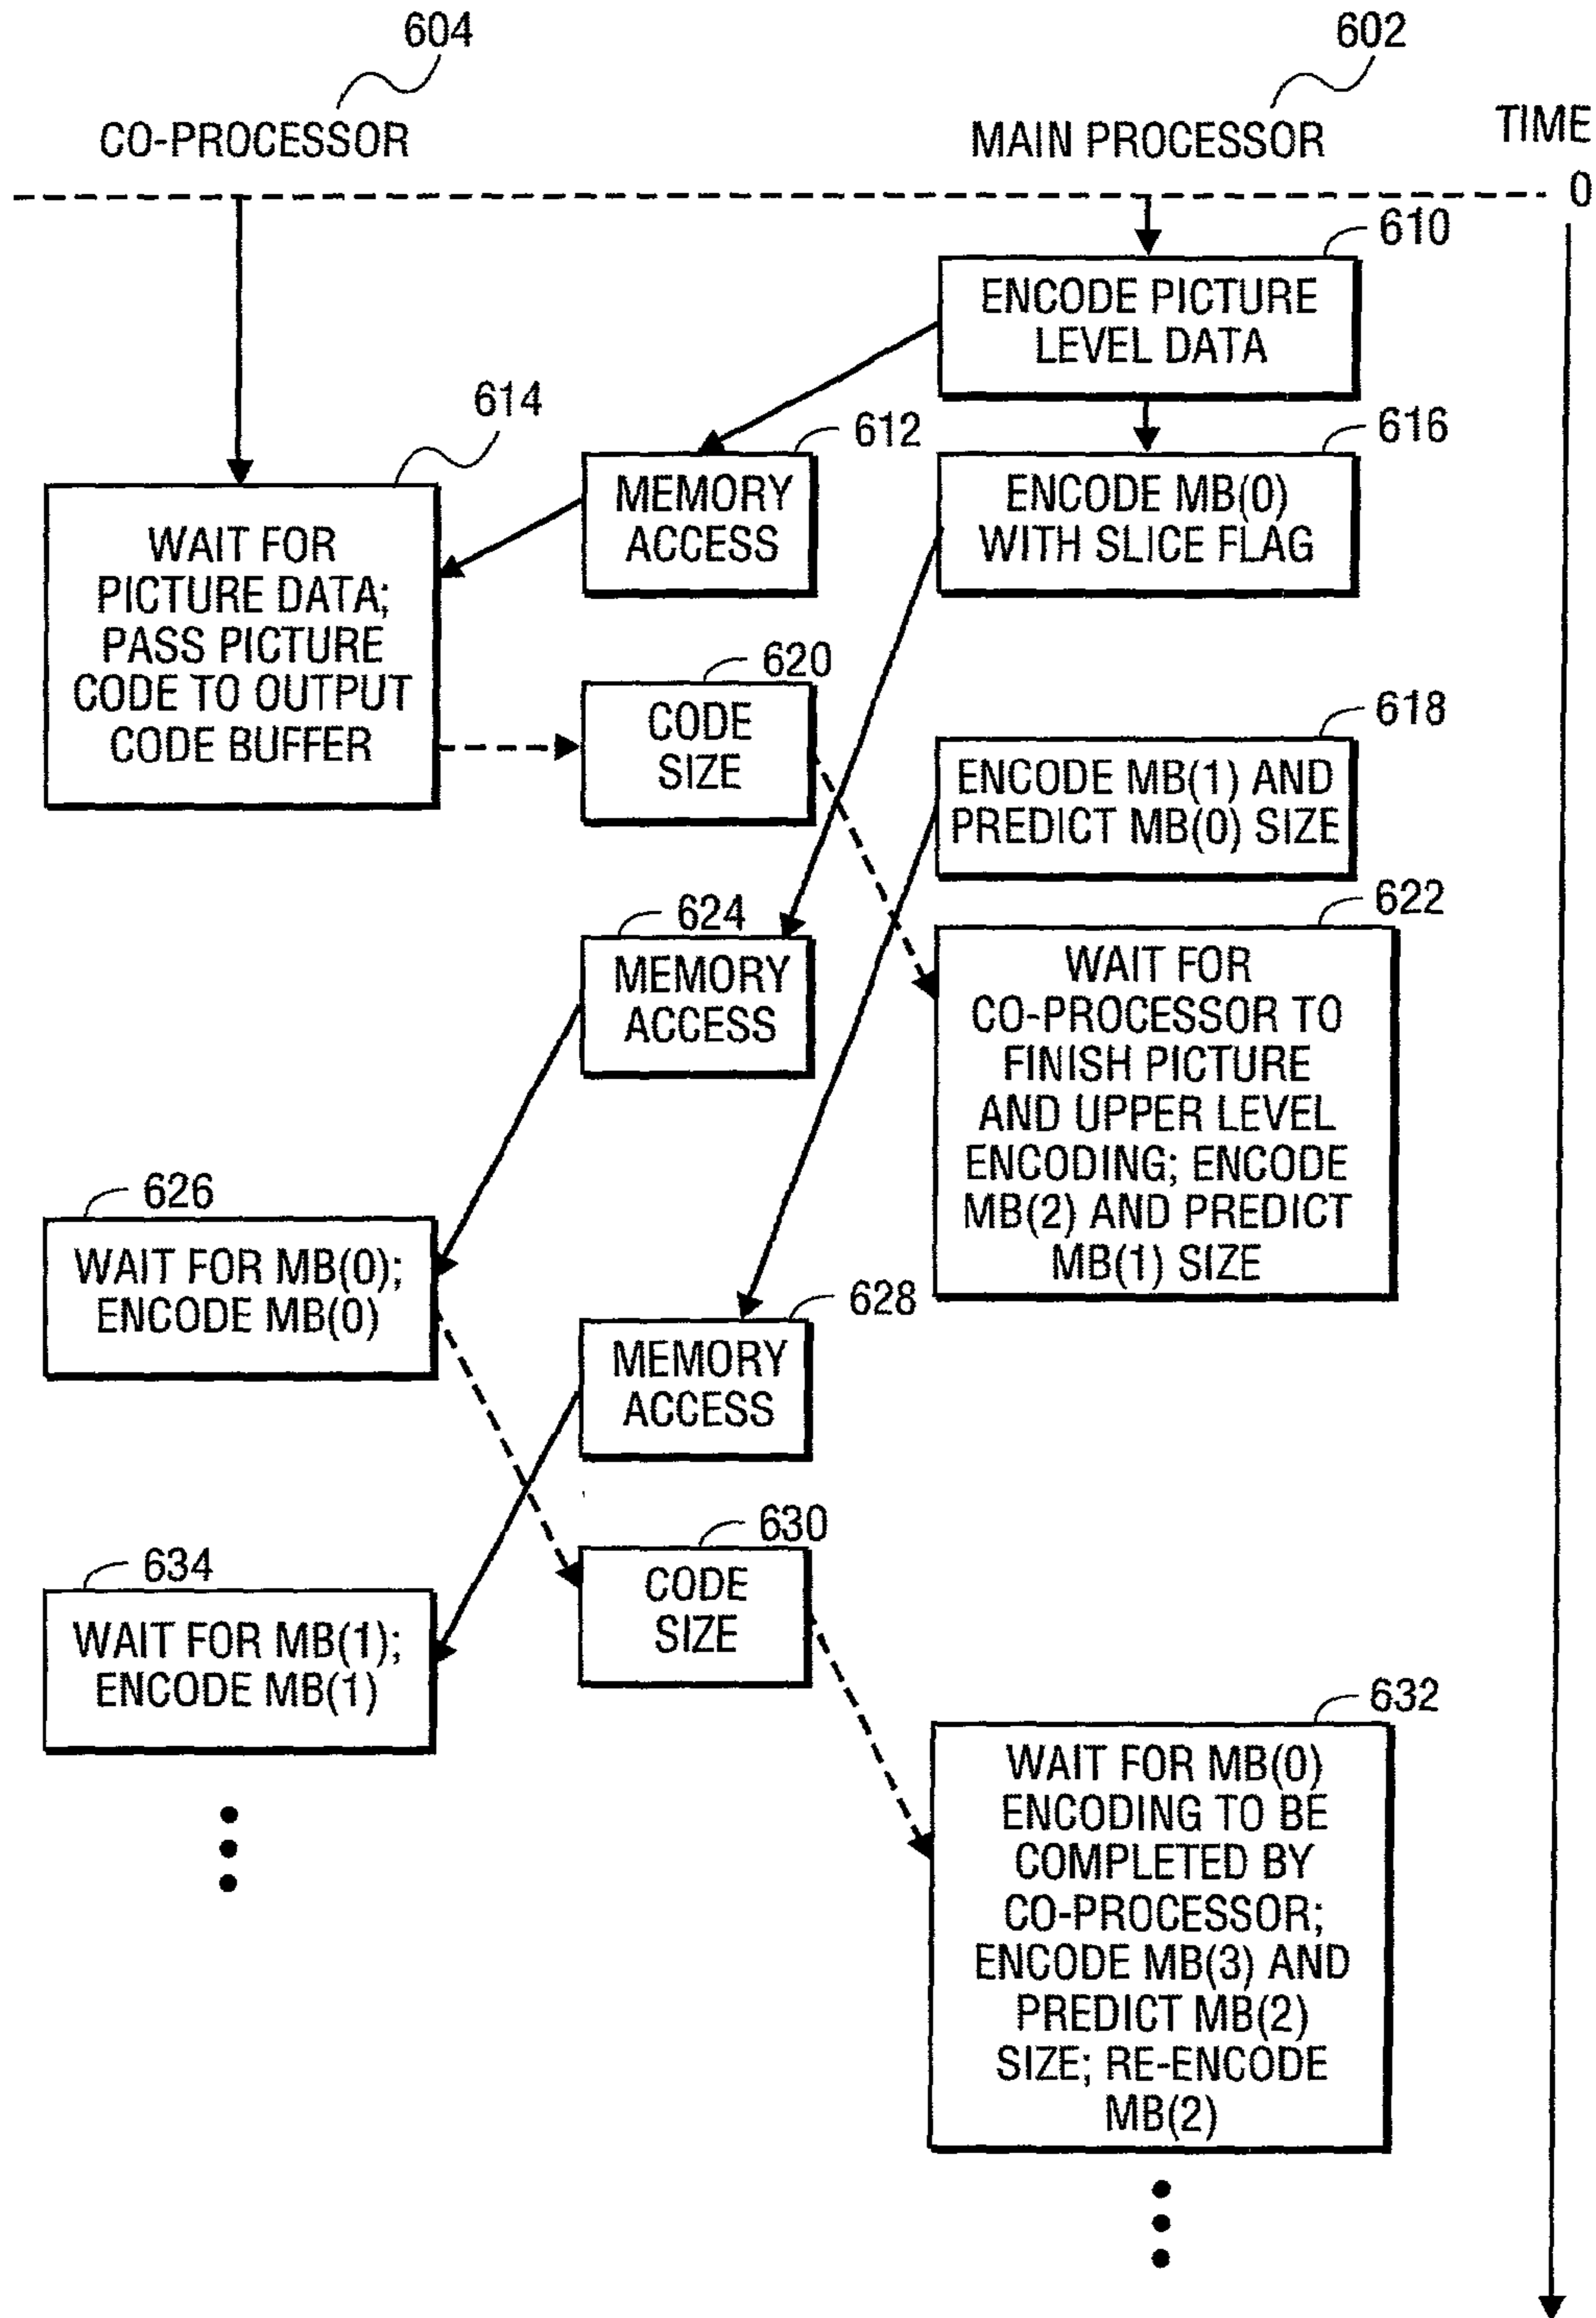 604
602
CO-PROCESSOR
MAIN PROCESSOR
TIME
0
610
ENCODE PICTURE
LEVEL DATA
614
612
616
MEMORY
ACCESS
ENCODE MB(0)
WITH SLICE FLAG
WAIT FOR
PICTURE DATA;
PASS PICTURE
CODE TO OUTPUT
CODE BUFFER
620
CODE
SIZE
618
ENCODE MB(1) AND
PREDICT MB(0) SIZE
624
MEMORY
ACCESS
622
WAIT FOR
CO-PROCESSOR TO
FINISH PICTURE
AND UPPER LEVEL
ENCODING; ENCODE
MB(2) AND PREDICT
MB(1) SIZE
626
WAIT FOR MB(0);
ENCODE MB(0)
628
MEMORY
ACCESS
630
CODE
SIZE
634
WAIT FOR MB(1);
ENCODE MB(1)
632
WAIT FOR MB(0)
ENCODING TO BE
COMPLETED BY
CO-PROCESSOR;
ENCODE MB(3) AND
PREDICT MB(2)
SIZE; RE-ENCODE
MB(2)